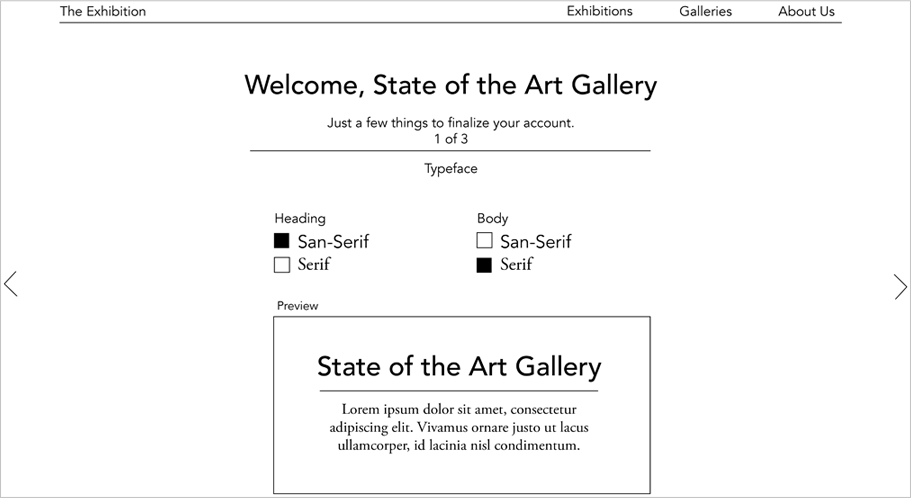 The Exhibition
Exhibitions Galleries About Us
Welcome, State of the Art Gallery
Just a few things to finalize your account.
1 of 3
Typeface
Heading
San-Serif
Serif
Body
San-Serif
Serif
Preview
State of the Art Gallery
Lorem ipsum dolor sit amet, consectetur
adipiscing elit. Vivamus ornare justo ut lacus
ullamcorper, id lacinia nisl condimentum.